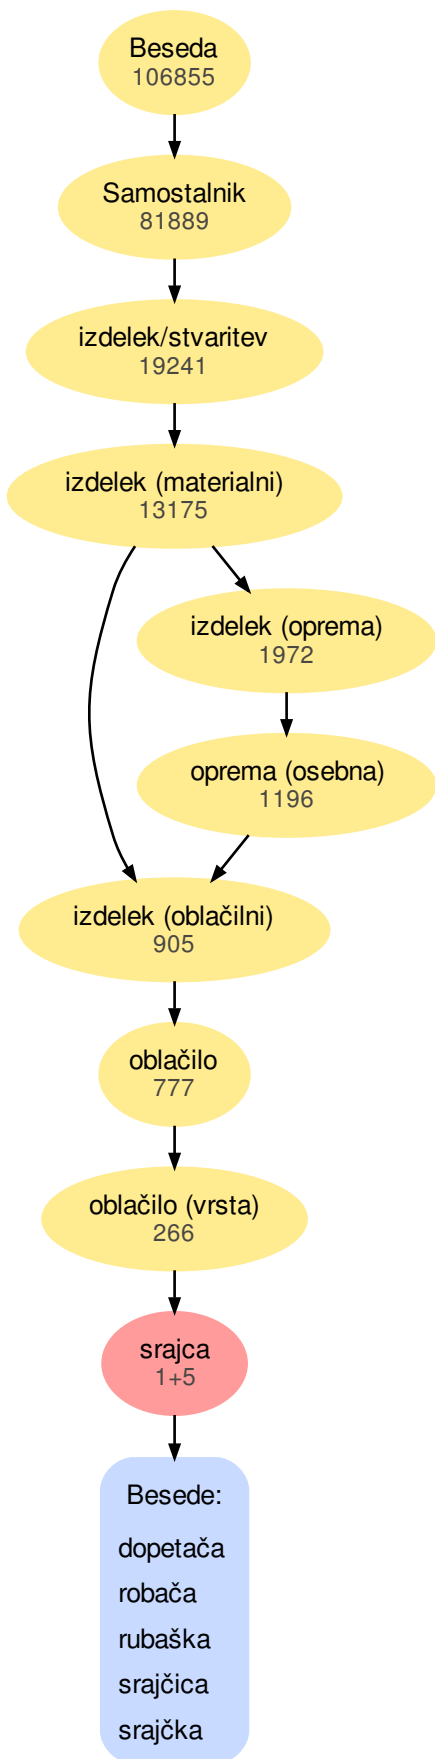 Beseda
106855
Samostalnik
81889
izdelek/stvaritev
19241
izdelek (materialni)
13175
izdelek (oprema)
1972
oprema (osebna)
1196
izdelek (oblačilni)
905
oblačilo
777
oblačilo (vrsta)
266
srajca
1+5
Besede:
dopetača
robača
rubaška
srajčica
srajčka